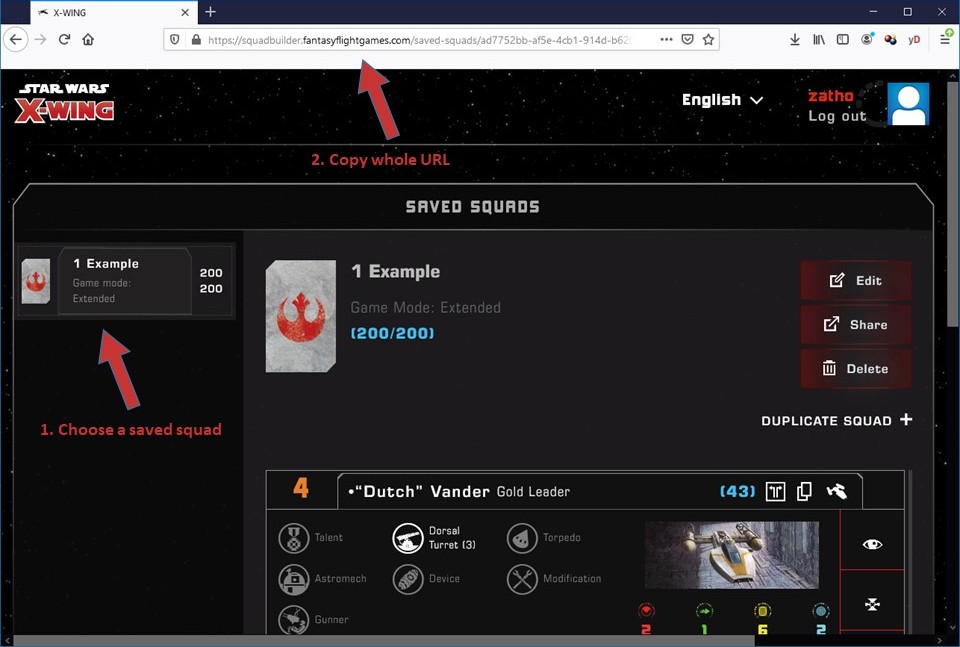 X-WING
https://squadbuilder.fantasyflightgames.com/saved-squads/ad7752bb-af5e-4cb1-914d-b62
yD
STAR WARS
X-WING
English
zatho
Log out
2. Copy whole URL
SAVED SQUADS
1 Example
Game mode:
Extended
200
200
1 Example
Game Mode: Extended
(200/200)
Edit
Share
Delete
1. Choose a saved squad
DUPLICATE SQUAD +
4
•“Dutch” Vander Gold Leader
(43)
Talent
Dorsal
Turret (3)
Torpedo
Astromech
Device
Modification
Gunner
2
1
6
2